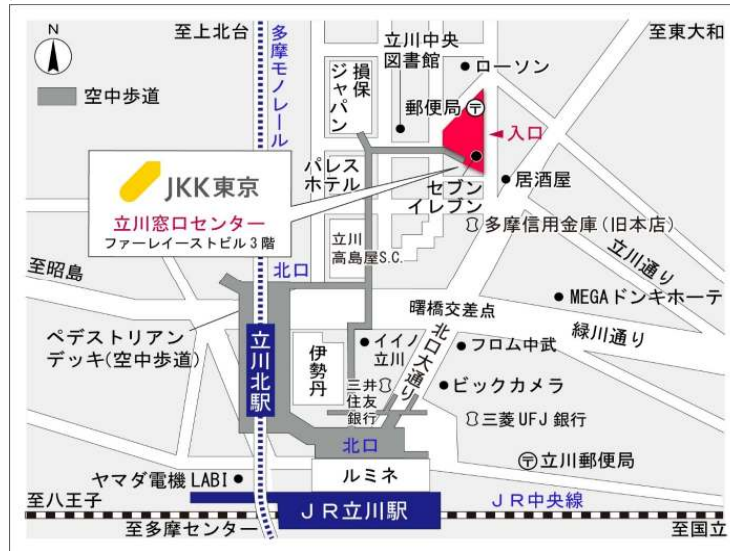 至上北台
至東大和
N
多摩モノレール
立川中央
図書館
ローソン
損保
ジャパン
空中歩道
郵便局
入口
JKK東京
立川窓口センター
ファーレイーストビル3階
パレス
ホテル
セブン
イレブン
居酒屋
多摩信用金庫(旧本店)
立川
高島屋S.C.
立川通り
至昭島
北口
MEGAドンキホーテ
曙橋交差点
緑川通り
ペデストリアン
デッキ(空中歩道)
立川北駅
伊勢丹
イイノ
立川
北口大通り
フロム中武
三井
住友
銀行
ビックカメラ
三菱UFJ銀行
北口
立川郵便局
ヤマダ電機LABI
ルミネ
至八王子
JR立川駅
JR中央線
至多摩センター
至国立